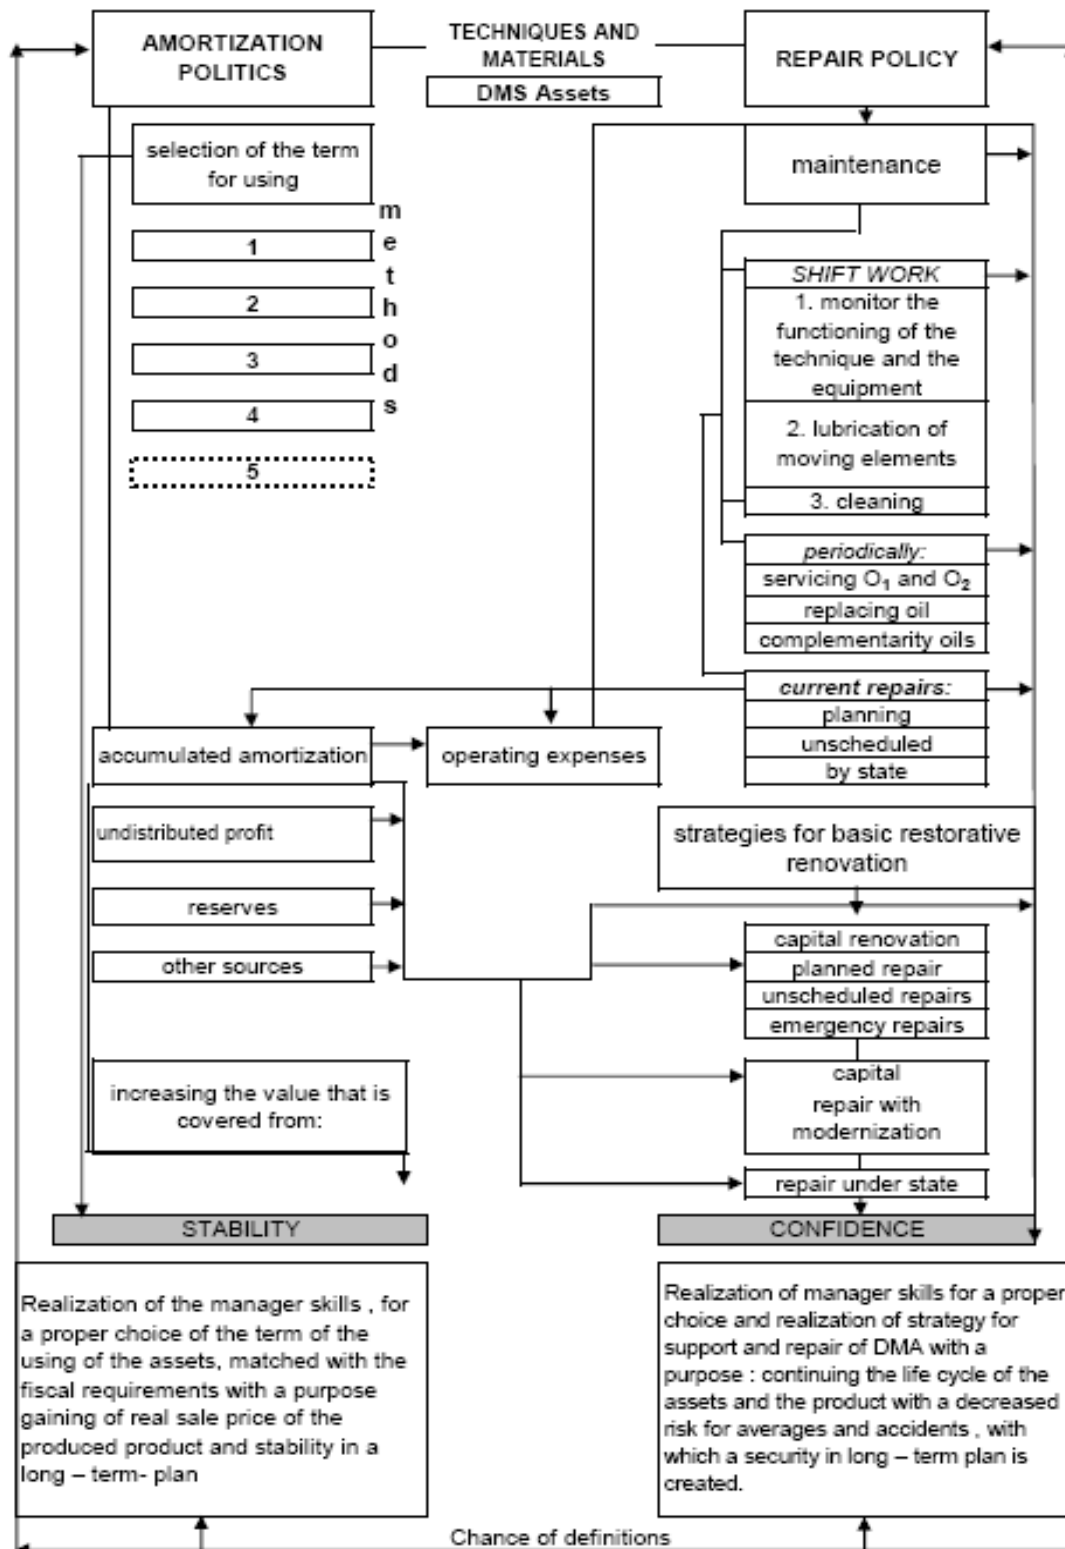 AMORTIZATION
POLITICS
TECHNIQUES AND
MATERIALS
DMS Assets
REPAIR POLICY
selection of the term
for using
methods
1
2
3
4
5
maintenance
SHIFT WORK
1. monitor the
functioning of the
technique and the
equipment
2. lubrication of
moving elements
3. cleaning
periodically:
servicing O₁ and O₂
replacing oil
complementarity oils
current repairs:
planning
unscheduled
by state
accumulated amortization
operating expenses
undistributed profit
reserves
other sources
strategies for basic restorative
renovation
capital renovation
planned repair
unscheduled repairs
emergency repairs
capital
repair with
modernization
repair under state
increasing the value that is
covered from:
STABILITY
CONFIDENCE
Realization of the manager skills , for
a proper choice of the term of the
using of the assets, matched with the
fiscal requirements with a purpose
gaining of real sale price of the
produced product and stability in a
long – term- plan
Realization of manager skills for a proper
choice and realization of strategy for
support and repair of DMA with a
purpose : continuing the life cycle of the
assets and the product with a decreased
risk for averages and accidents , with
which a security in long – term plan is
created.
Chance of definitions